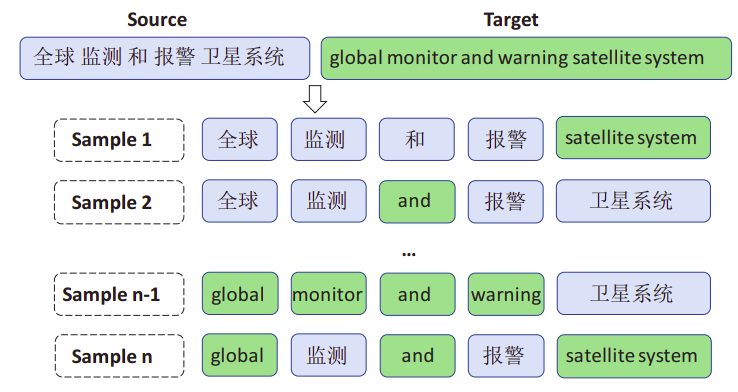 Source Target
全球 监测 和 报警 卫星系统 global monitor and warning satellite system
Sample 1 全球 监测 和 报警 satellite system
Sample 2 全球 监测 and 报警 卫星系统
...
Sample n-1 global monitor and warning 卫星系统
Sample n global 监测 and 报警 satellite system